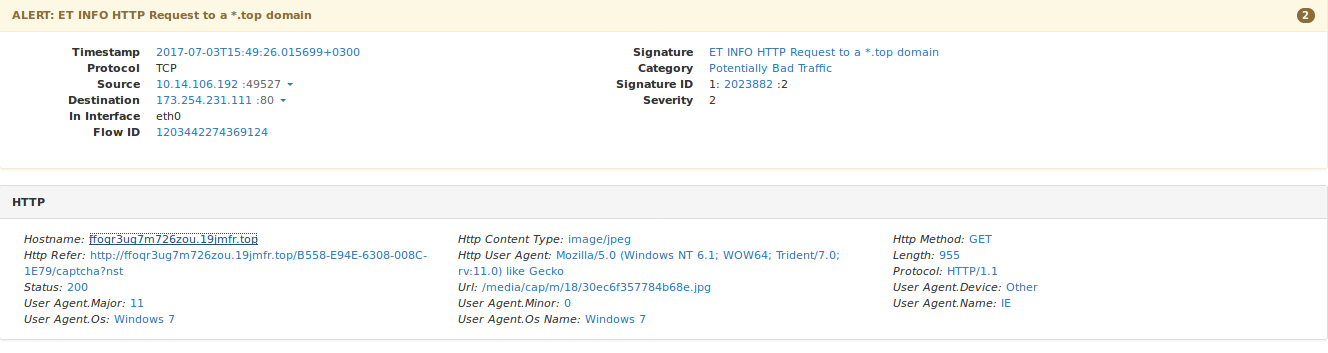 ALERT: ET INFO HTTP Request to a *.top domain 2
Timestamp 2017-07-03T15:49:26.015699+0300
Protocol TCP
Source 10.14.106.192 :49527
Destination 173.254.231.111 :80
In Interface eth0
Flow ID 1203442274369124
Signature ET INFO HTTP Request to a *.top domain
Category Potentially Bad Traffic
Signature ID 1: 2023882 :2
Severity 2
HTTP
Hostname: ffoqr3ug7m726zou.19jmfr.top
Http Refer: http://ffoqr3ug7m726zou.19jmfr.top/B558-E94E-6308-008C-
1E79/captcha?nst
Status: 200
User Agent.Major: 11
User Agent.Os: Windows 7
Http Content Type: image/jpeg
Http User Agent: Mozilla/5.0 (Windows NT 6.1; WOW64; Trident/7.0;
rv:11.0) like Gecko
Url: /media/cap/m/18/30ec6f357784b68e.jpg
User Agent.Minor: 0
User Agent.Os Name: Windows 7
Http Method: GET
Length: 955
Protocol: HTTP/1.1
User Agent.Device: Other
User Agent.Name: IE